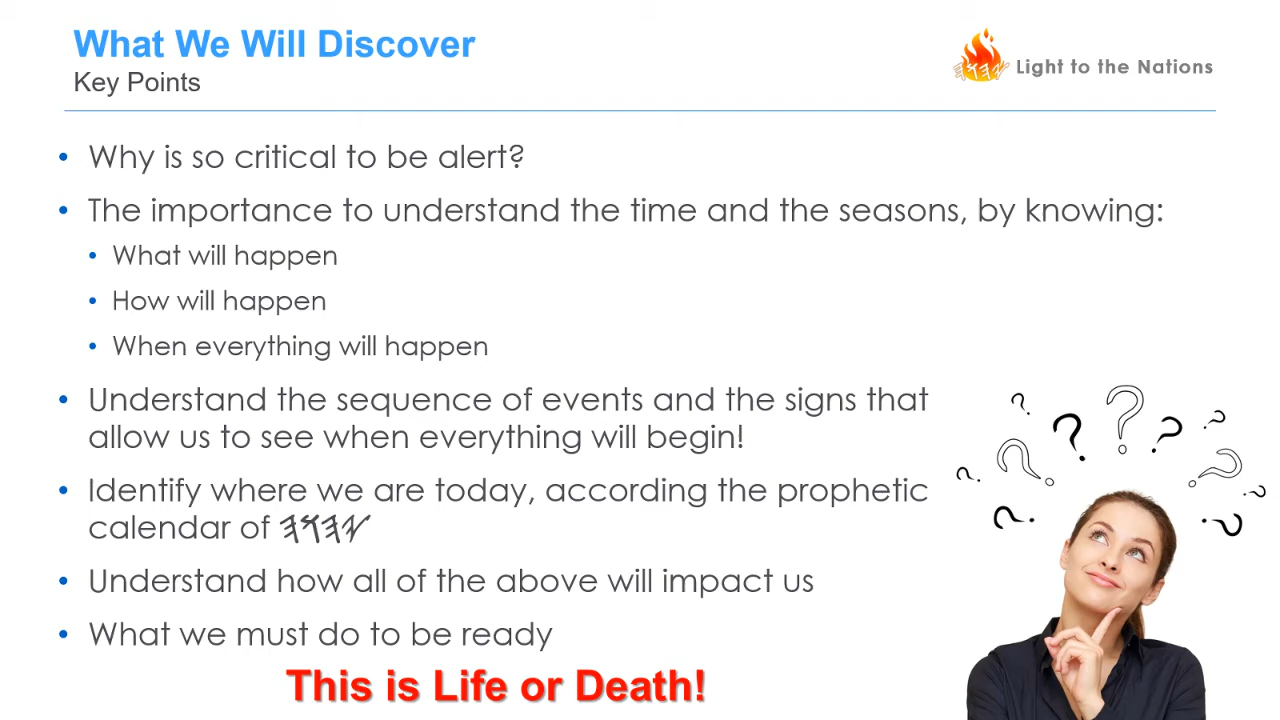 What We Will Discover
Key Points
𐤉𐤄𐤅𐤄 Light to the Nations
• Why is so critical to be alert?
• The importance to understand the time and the seasons, by knowing:
• What will happen
• How will happen
• When everything will happen
• Understand the sequence of events and the signs that
allow us to see when everything will begin!
• Identify where we are today, according the prophetic
calendar of 𐤉𐤄𐤅𐤄
• Understand how all of the above will impact us
• What we must do to be ready
This is Life or Death!